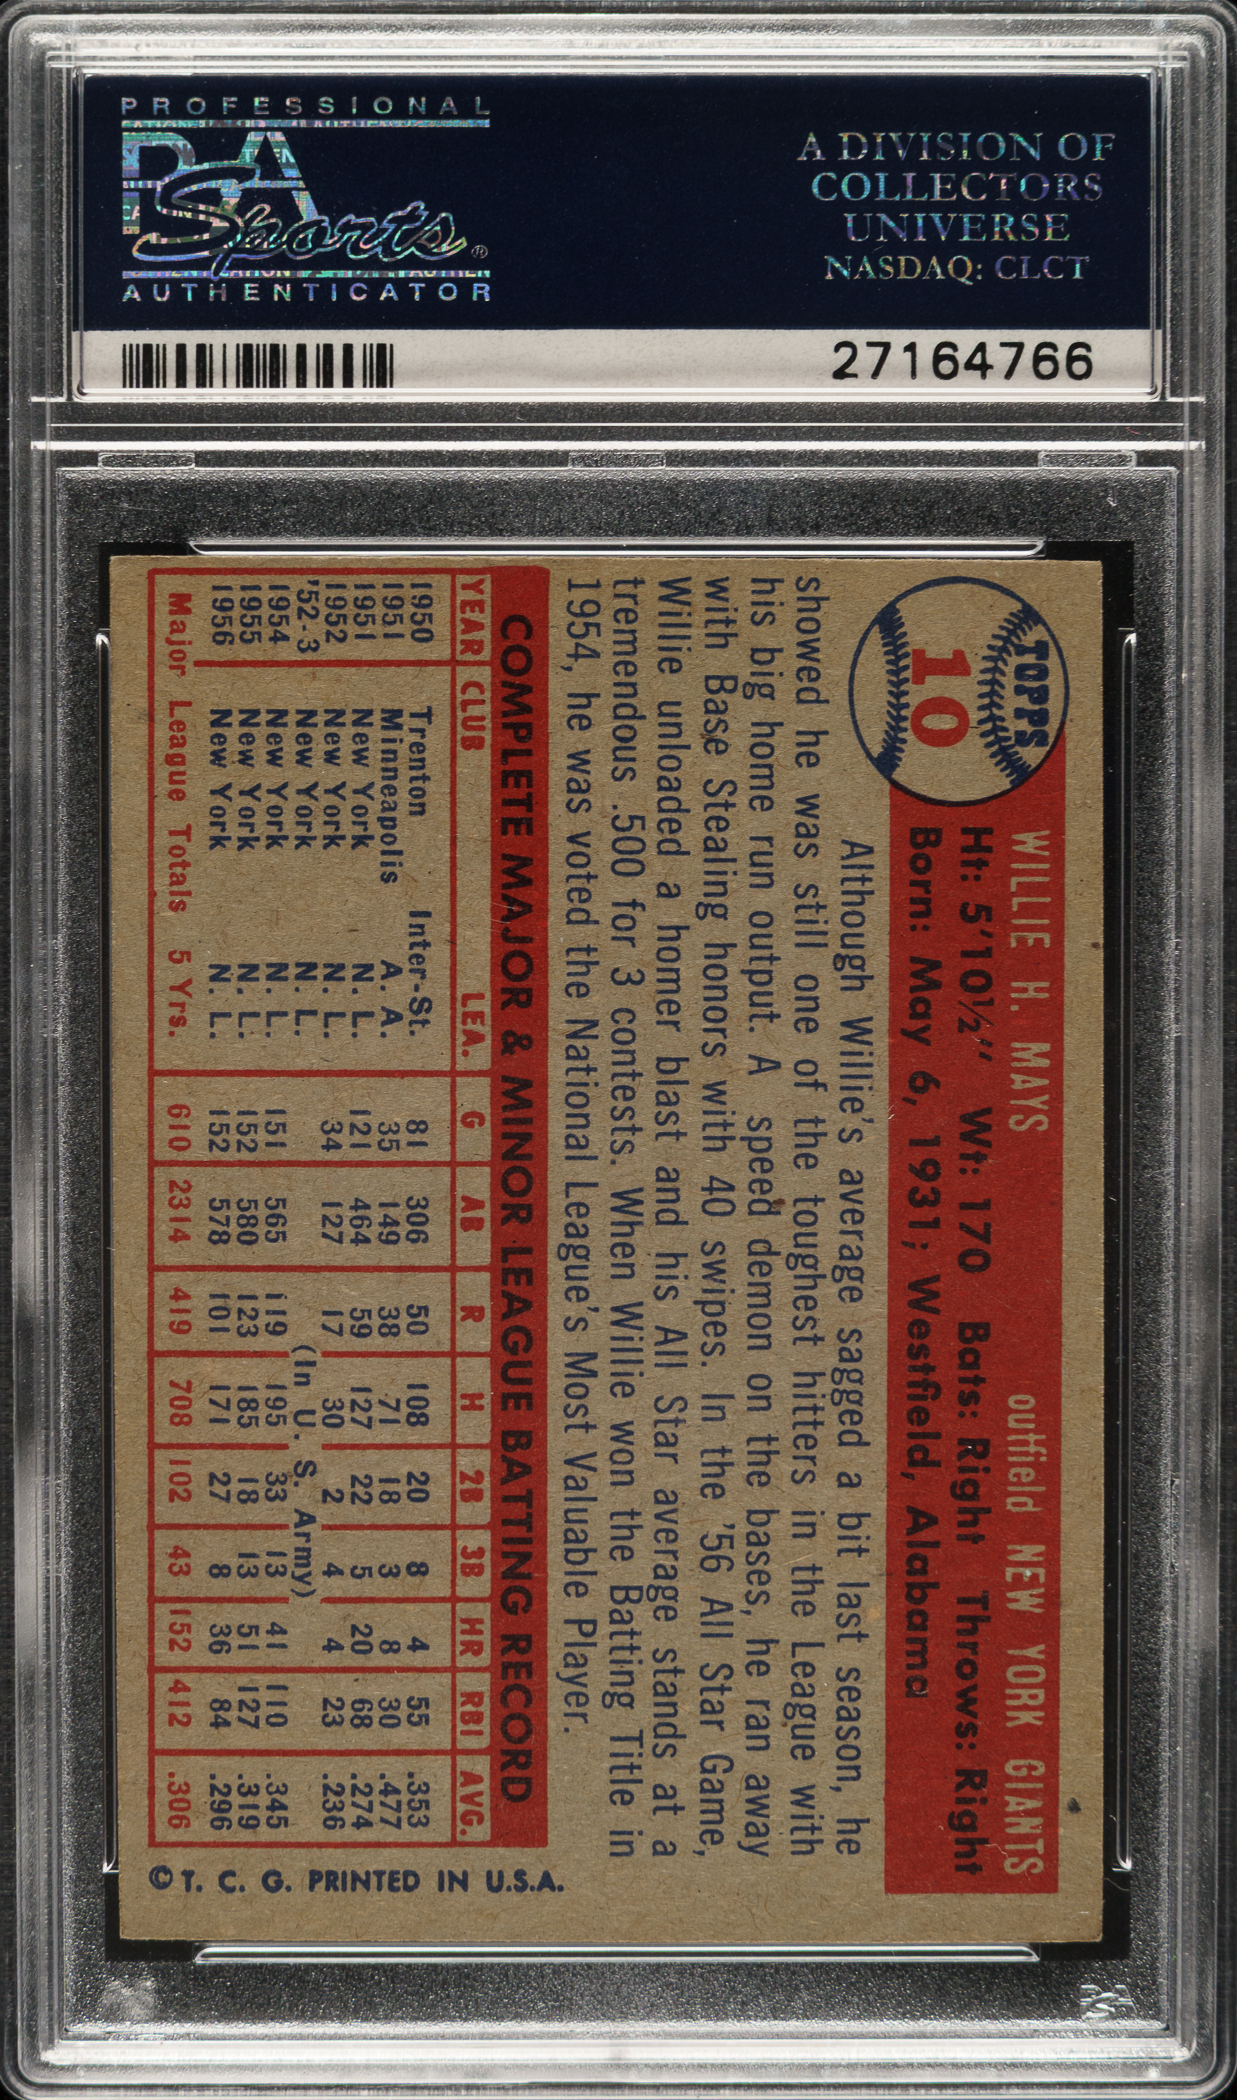 PROFESSIONAL
PSA
Sports®
AUTHENTICATOR
A DIVISION OF
COLLECTORS
UNIVERSE
NASDAQ: CLCT
27164766
TOPPS
10
WILLIE H. MAYS outfield NEW YORK GIANTS
Ht: 5'10½" Wt: 170 Bats: Right Throws: Right
Born: May 6, 1931; Westfield, Alabama
Although Willie's average sagged a bit last season, he
showed he was still one of the toughest hitters in the League with
his big home run output. A speed demon on the bases, he ran away
with Base Stealing honors with 40 swipes. In the '56 All Star Game,
Willie unloaded a homer blast and his All Star average stands at a
tremendous .500 for 3 contests. When Willie won the Batting Title in
1954, he was voted the National League's Most Valuable Player.
COMPLETE MAJOR & MINOR LEAGUE BATTING RECORD
YEAR CLUB LEA. G AB R H 2B 3B HR RBI AVG.
1950 Trenton Inter-St. 81 306 50 108 20 8 4 55 .353
1951 Minneapolis A. A. 35 149 38 71 18 3 8 30 .477
1951 New York N. L. 121 464 59 127 22 5 20 68 .274
1952 New York N. L. 34 127 17 30 2 4 4 23 .236
'52-3 New York N. L. (In U. S. Army)
1954 New York N. L. 151 565 119 195 33 13 41 110 .345
1955 New York N. L. 152 580 123 185 18 13 51 127 .319
1956 New York N. L. 152 578 101 171 27 8 36 84 .296
Major League Totals 5 Yrs. 610 2314 419 708 102 43 152 412 .306
© T. C. G. PRINTED IN U.S.A.